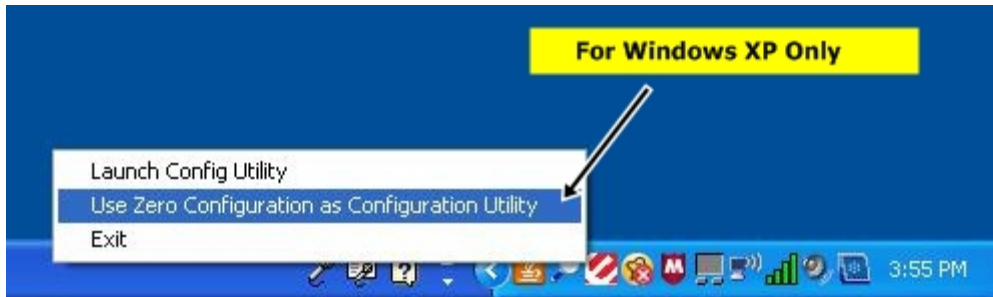 For Windows XP Only
Launch Config Utility
Use Zero Configuration as Configuration Utility
Exit
3:55 PM